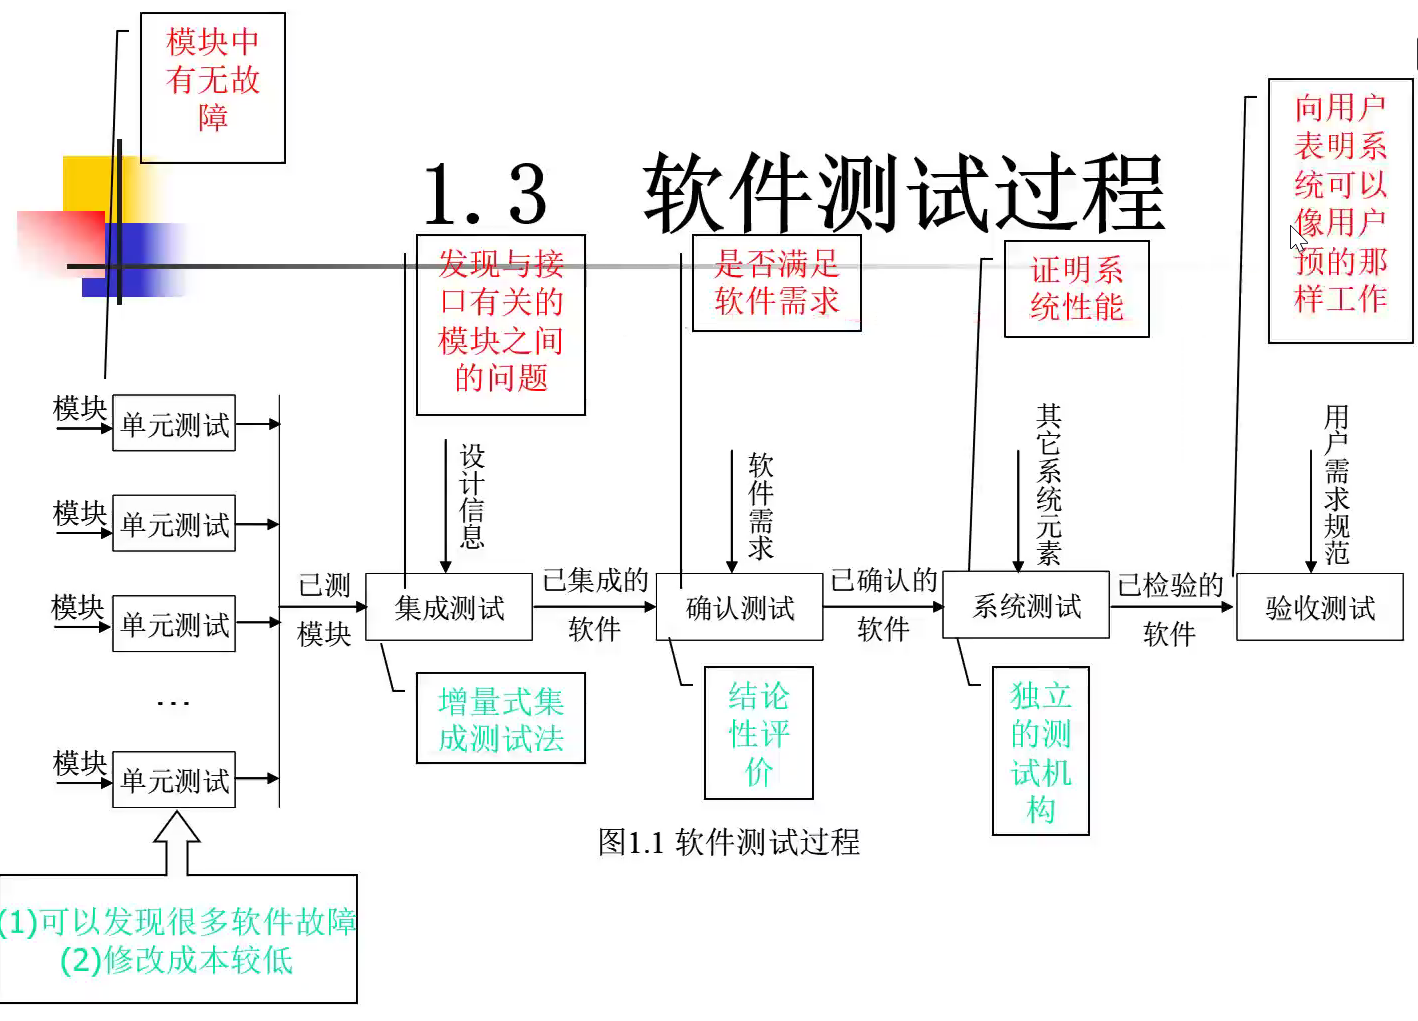 模块中
有无故
障
向用户
表明系
统可以
像用户
预的那
样工作
1.3 软件测试过程
发现与接
口有关的
模块之间
的问题
是否满足
软件需求
证明系
统性能
模块
单元测试
模块
单元测试
模块
单元测试
...
模块
单元测试
设计信息
软件需求
其它系统元素
用户需求规范
已测
模块
集成测试
已集成的
软件
确认测试
已确认的
软件
系统测试
已检验的
软件
验收测试
增量式集
成测试法
结论
性评
价
独立
的测
试机
构
图1.1 软件测试过程
(1)可以发现很多软件故障
(2)修改成本较低